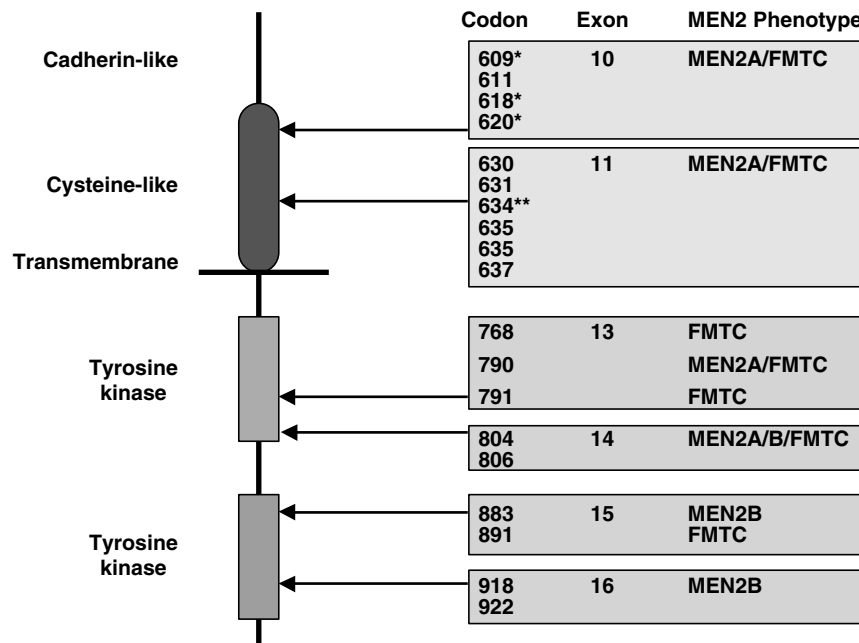 Codon Exon MEN2 Phenotype
Cadherin-like
609* 10 MEN2A/FMTC
611
618*
620*
Cysteine-like
630 11 MEN2A/FMTC
631
634**
635
635
637
Transmembrane
768 13 FMTC
790 MEN2A/FMTC
791 FMTC
Tyrosine
kinase
804 14 MEN2A/B/FMTC
806
883 15 MEN2B
891 FMTC
Tyrosine
kinase
918 16 MEN2B
922